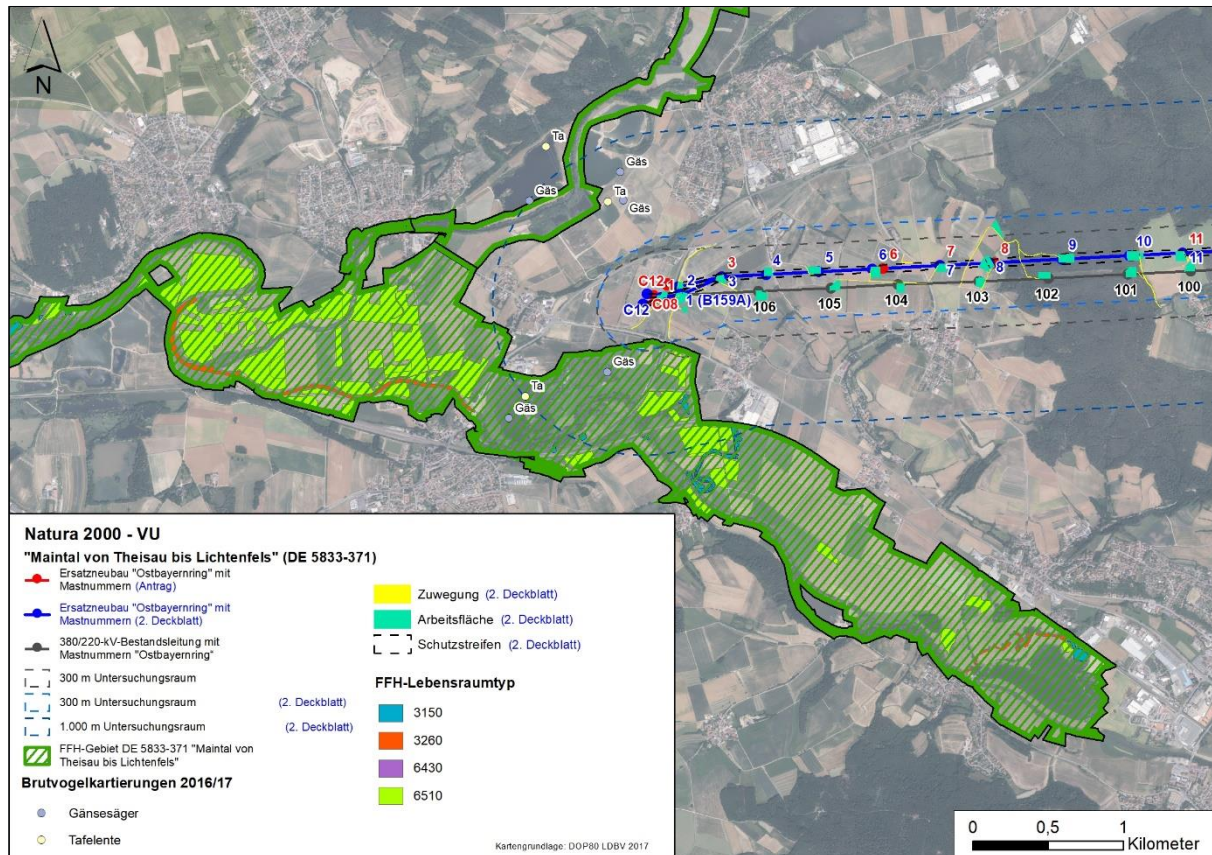 N
Ta
Gäs
Gäs
Ta
Gäs
Gäs
Ta
Gäs
C12
1
2
3
3
4
5
6
6
7
7
8
8
9
10
11
11
C12
C08
1 (B159A)
106
105
104
103
102
101
100
Natura 2000 - VU
"Maintal von Theisau bis Lichtenfels" (DE 5833-371)
Ersatzneubau "Ostbayernring" mit
Mastnummern (Antrag)
Ersatzneubau "Ostbayernring" mit
Mastnummern (2. Deckblatt)
380/220-kV-Bestandsleitung mit
Mastnummern "Ostbayernring"
300 m Untersuchungsraum
300 m Untersuchungsraum (2. Deckblatt)
1.000 m Untersuchungsraum (2. Deckblatt)
FFH-Gebiet DE 5833-371 "Maintal von
Theisau bis Lichtenfels"
Brutvogelkartierungen 2016/17
Gänsesäger
Tafelente
Zuwegung (2. Deckblatt)
Arbeitsfläche (2. Deckblatt)
Schutzstreifen (2. Deckblatt)
FFH-Lebensraumtyp
3150
3260
6430
6510
Kartengrundlage: DOP80 LDBV 2017
0 0,5 1
Kilometer